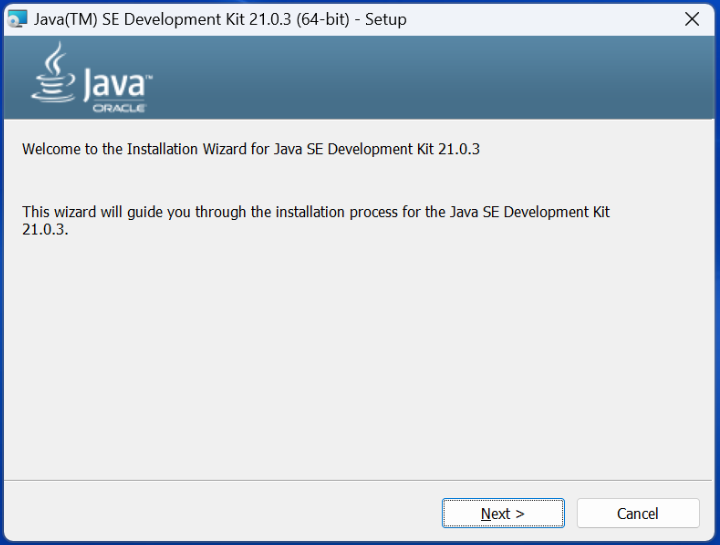 Java(TM) SE Development Kit 21.0.3 (64-bit) - Setup
Java™
ORACLE
Welcome to the Installation Wizard for Java SE Development Kit 21.0.3
This wizard will guide you through the installation process for the Java SE Development Kit
21.0.3.
Next >
Cancel